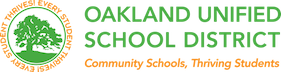 EVERY STUDENT THRIVES! EVERY STUDENT THRIVES!
OAKLAND UNIFIED
SCHOOL DISTRICT
Community Schools, Thriving Students